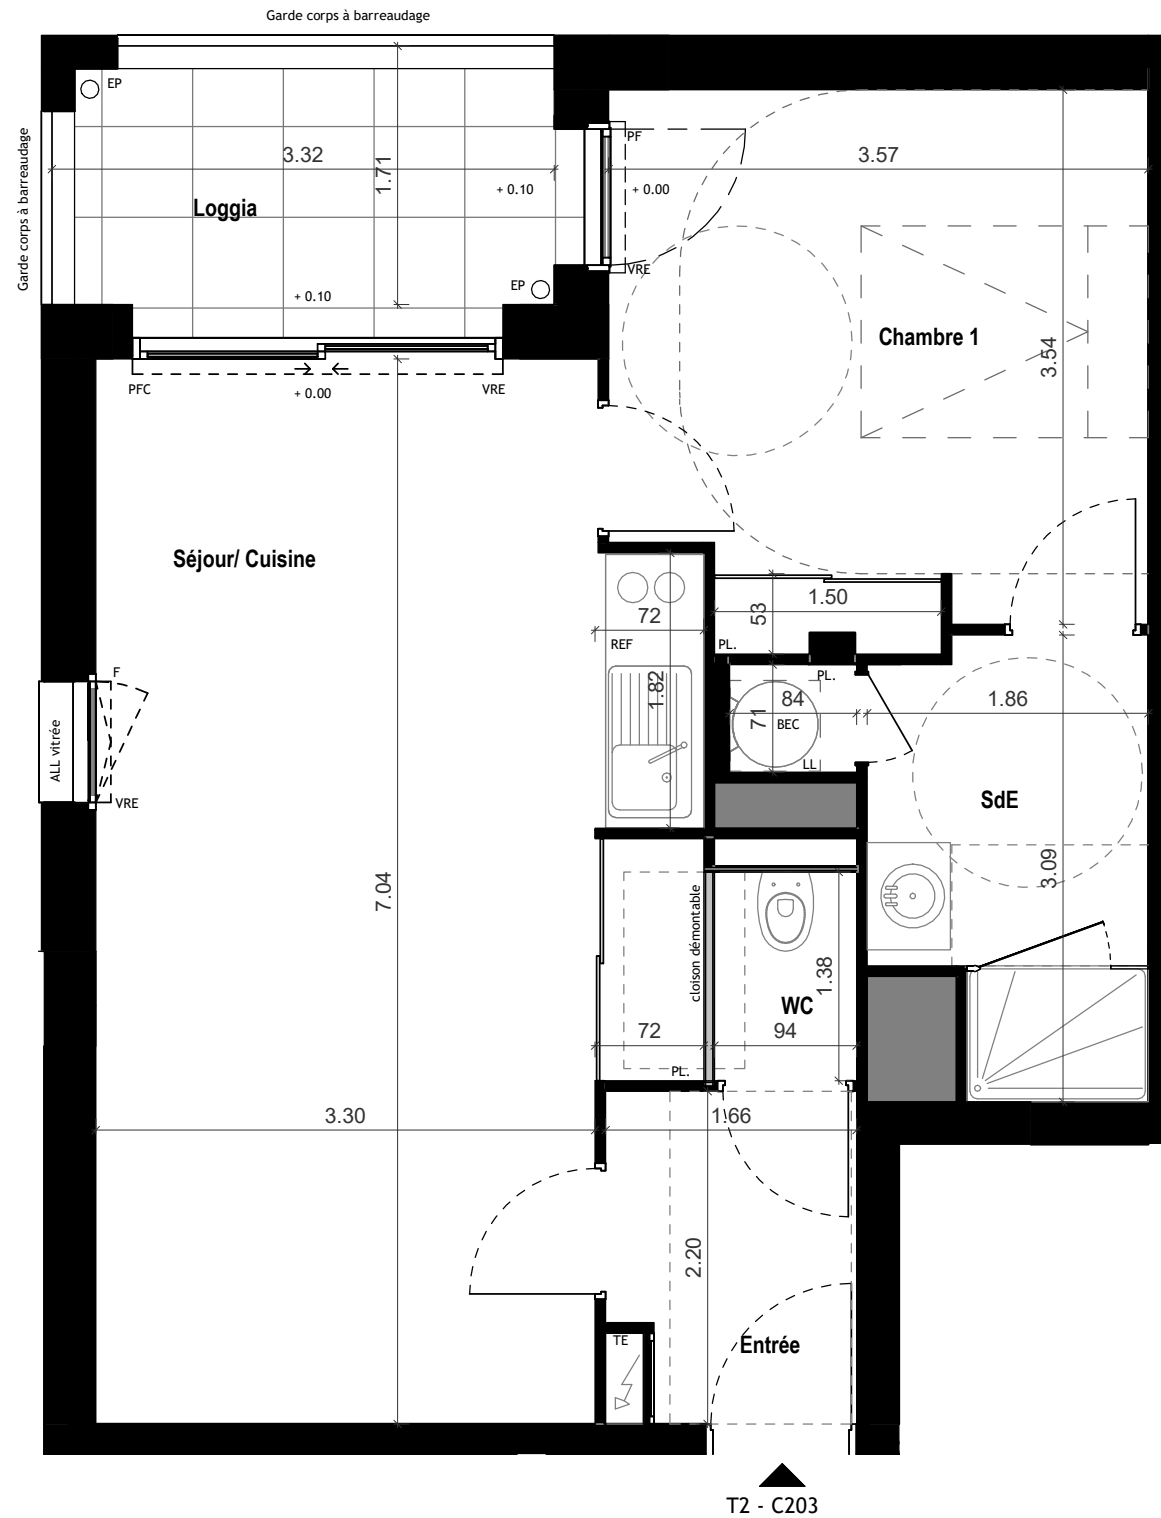 Garde corps à barreaudage
EP
Garde corps à barreaudage
3.32
1.71
PF
3.57
+ 0.10
+ 0.00
Loggia
VRE
EP
+ 0.10
Chambre 1
3.54
PFC
+ 0.00
VRE
Séjour/ Cuisine
72
REF
1.82
53
1.50
PL.
PL.
F
ALL vitrée
VRE
84
71
BEC
LL
1.86
SdE
3.09
7.04
cloison démontable
1.38
WC
72
94
PL.
3.30
1.66
2.20
TE
Entrée
T2 - C203